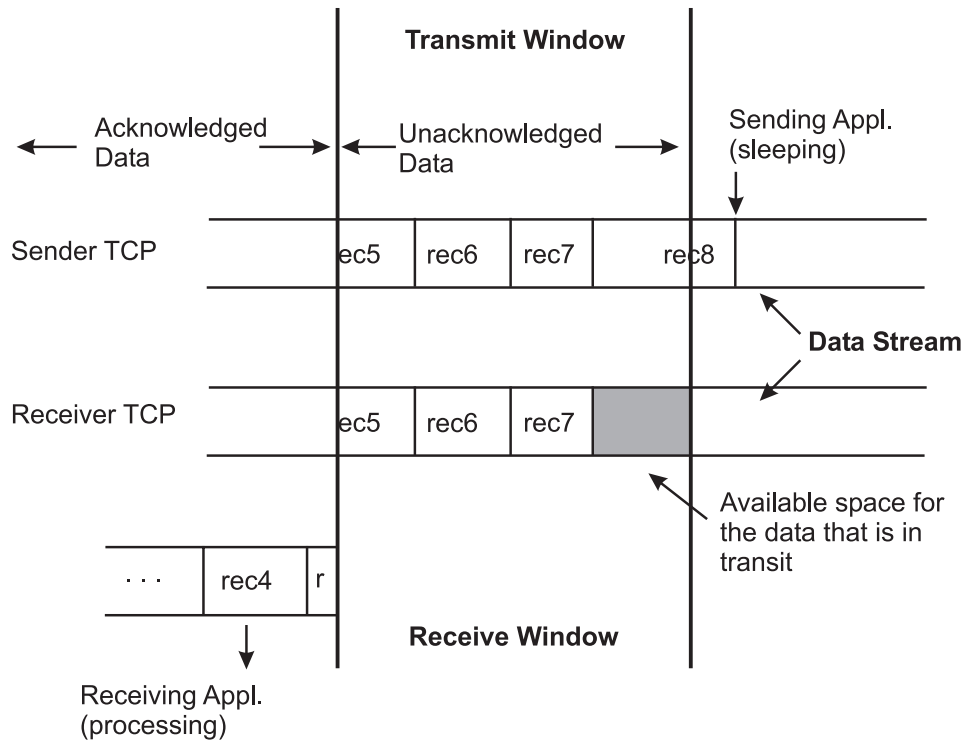 Transmit Window
Acknowledged
Data
Unacknowledged
Data
Sending Appl.
(sleeping)
Sender TCP
ec5
rec6
rec7
rec8
Data Stream
Receiver TCP
ec5
rec6
rec7
Available space for
the data that is in
transit
. . .
rec4
r
Receive Window
Receiving Appl.
(processing)